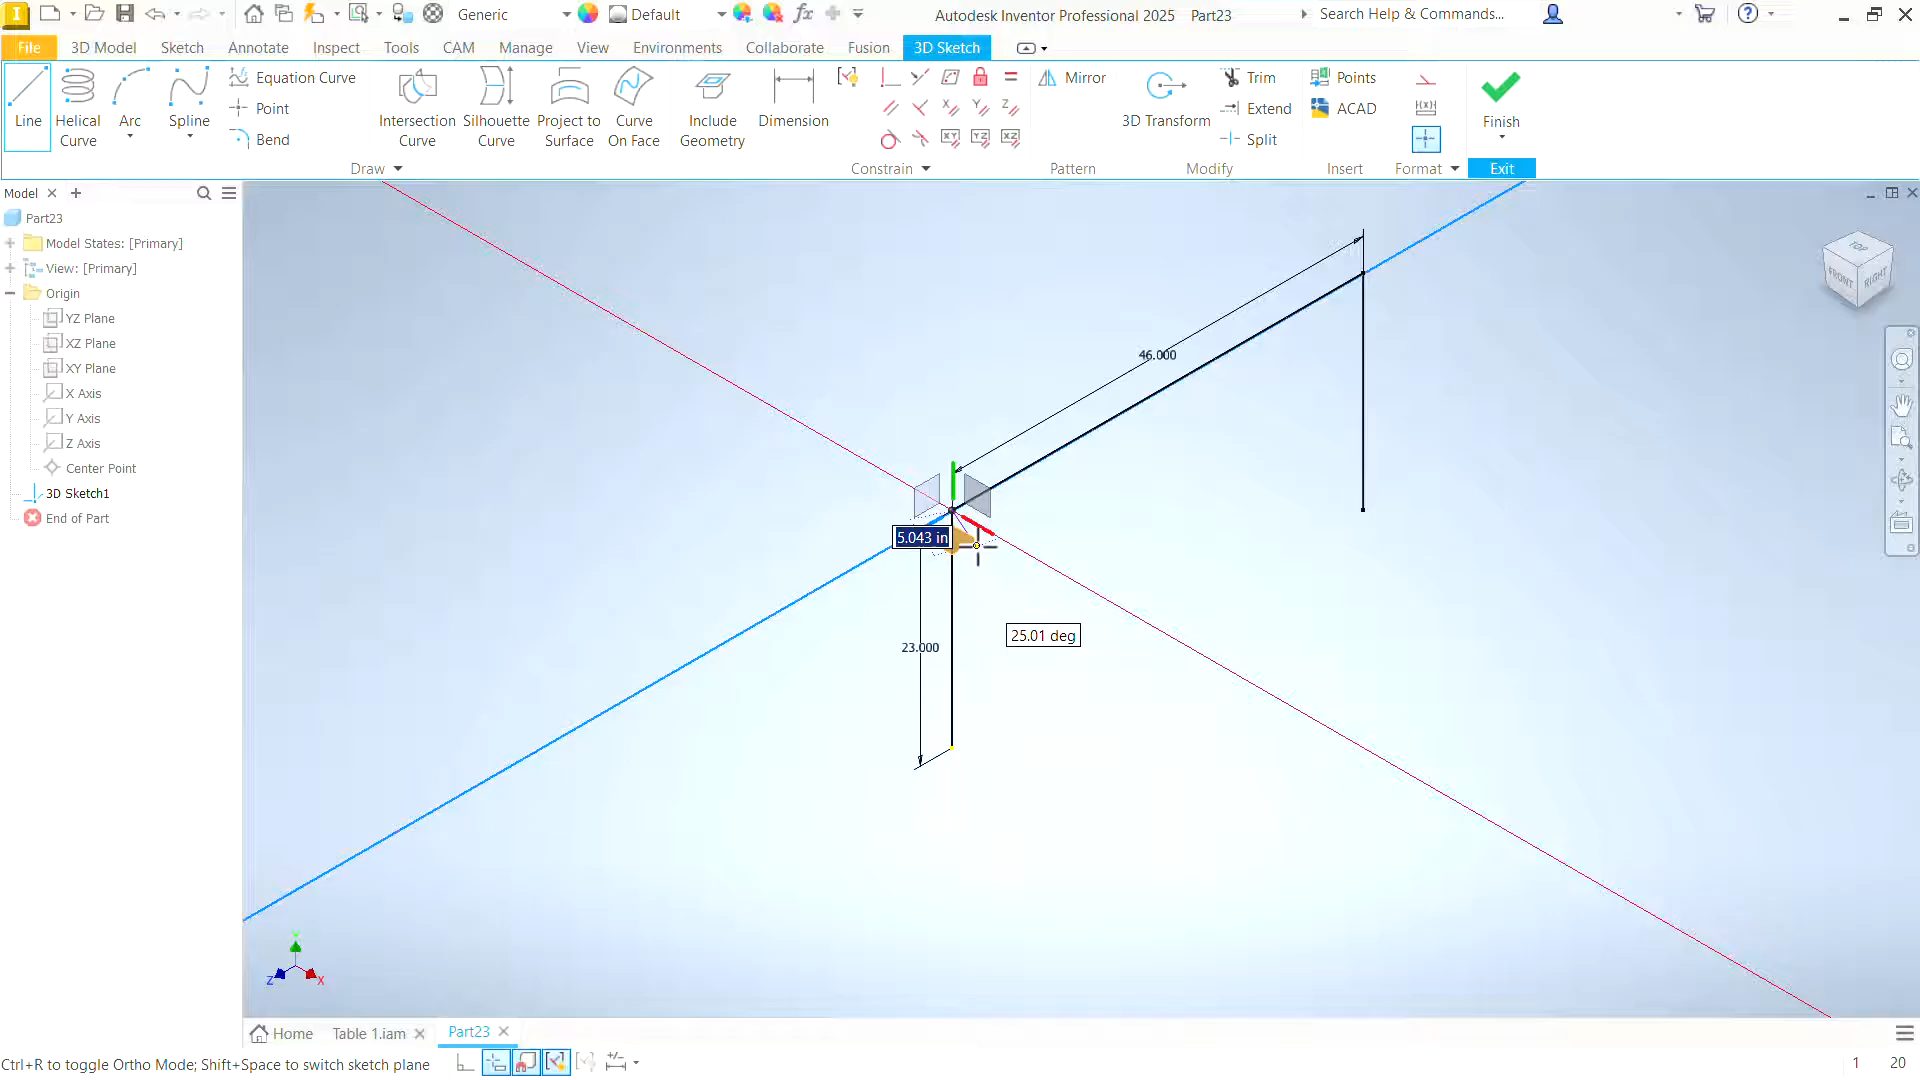 Generic
Default
Autodesk Inventor Professional 2025 Part23
Search Help & Commands...
File 3D Model Sketch Annotate Inspect Tools CAM Manage View Environments Collaborate Fusion 3D Sketch
Line
Helical Curve
Arc
Spline
Equation Curve
Point
Bend
Intersection Curve
Silhouette Curve
Project to Surface
Curve On Face
Include Geometry
Dimension
Mirror
3D Transform
Trim
Extend
Split
Points
ACAD
Finish
Draw Constrain Pattern Modify Insert Format Exit
Model
Part23
Model States: [Primary]
View: [Primary]
Origin
YZ Plane
XZ Plane
XY Plane
X Axis
Y Axis
Z Axis
Center Point
3D Sketch1
End of Part
TOP
FRONT
RIGHT
46.000
5.043 in
25.01 deg
23.000
Y
Z
X
Home Table 1.iam Part23
Ctrl+R to toggle Ortho Mode; Shift+Space to switch sketch plane
1 20